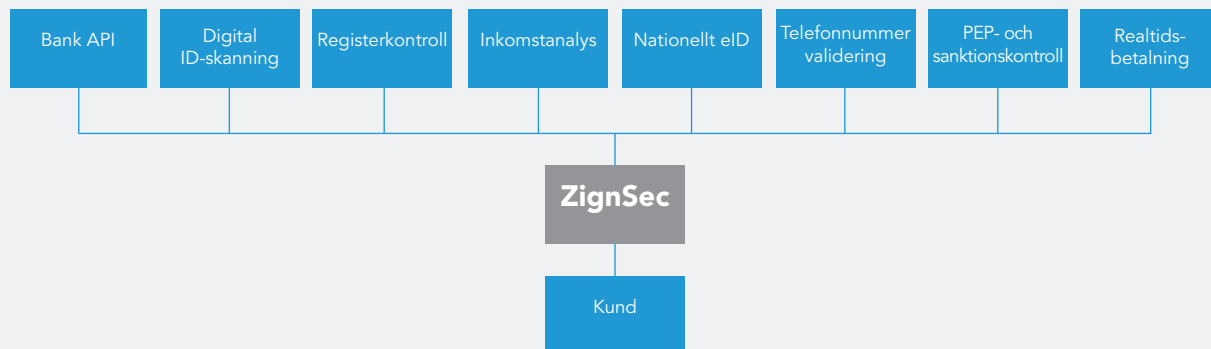 Bank API
Digital
ID-skanning
Registerkontroll
Inkomstanalys
Nationellt eID
Telefonnummer
validering
PEP- och
sanktionskontroll
Realtids-
betalning
ZignSec
Kund